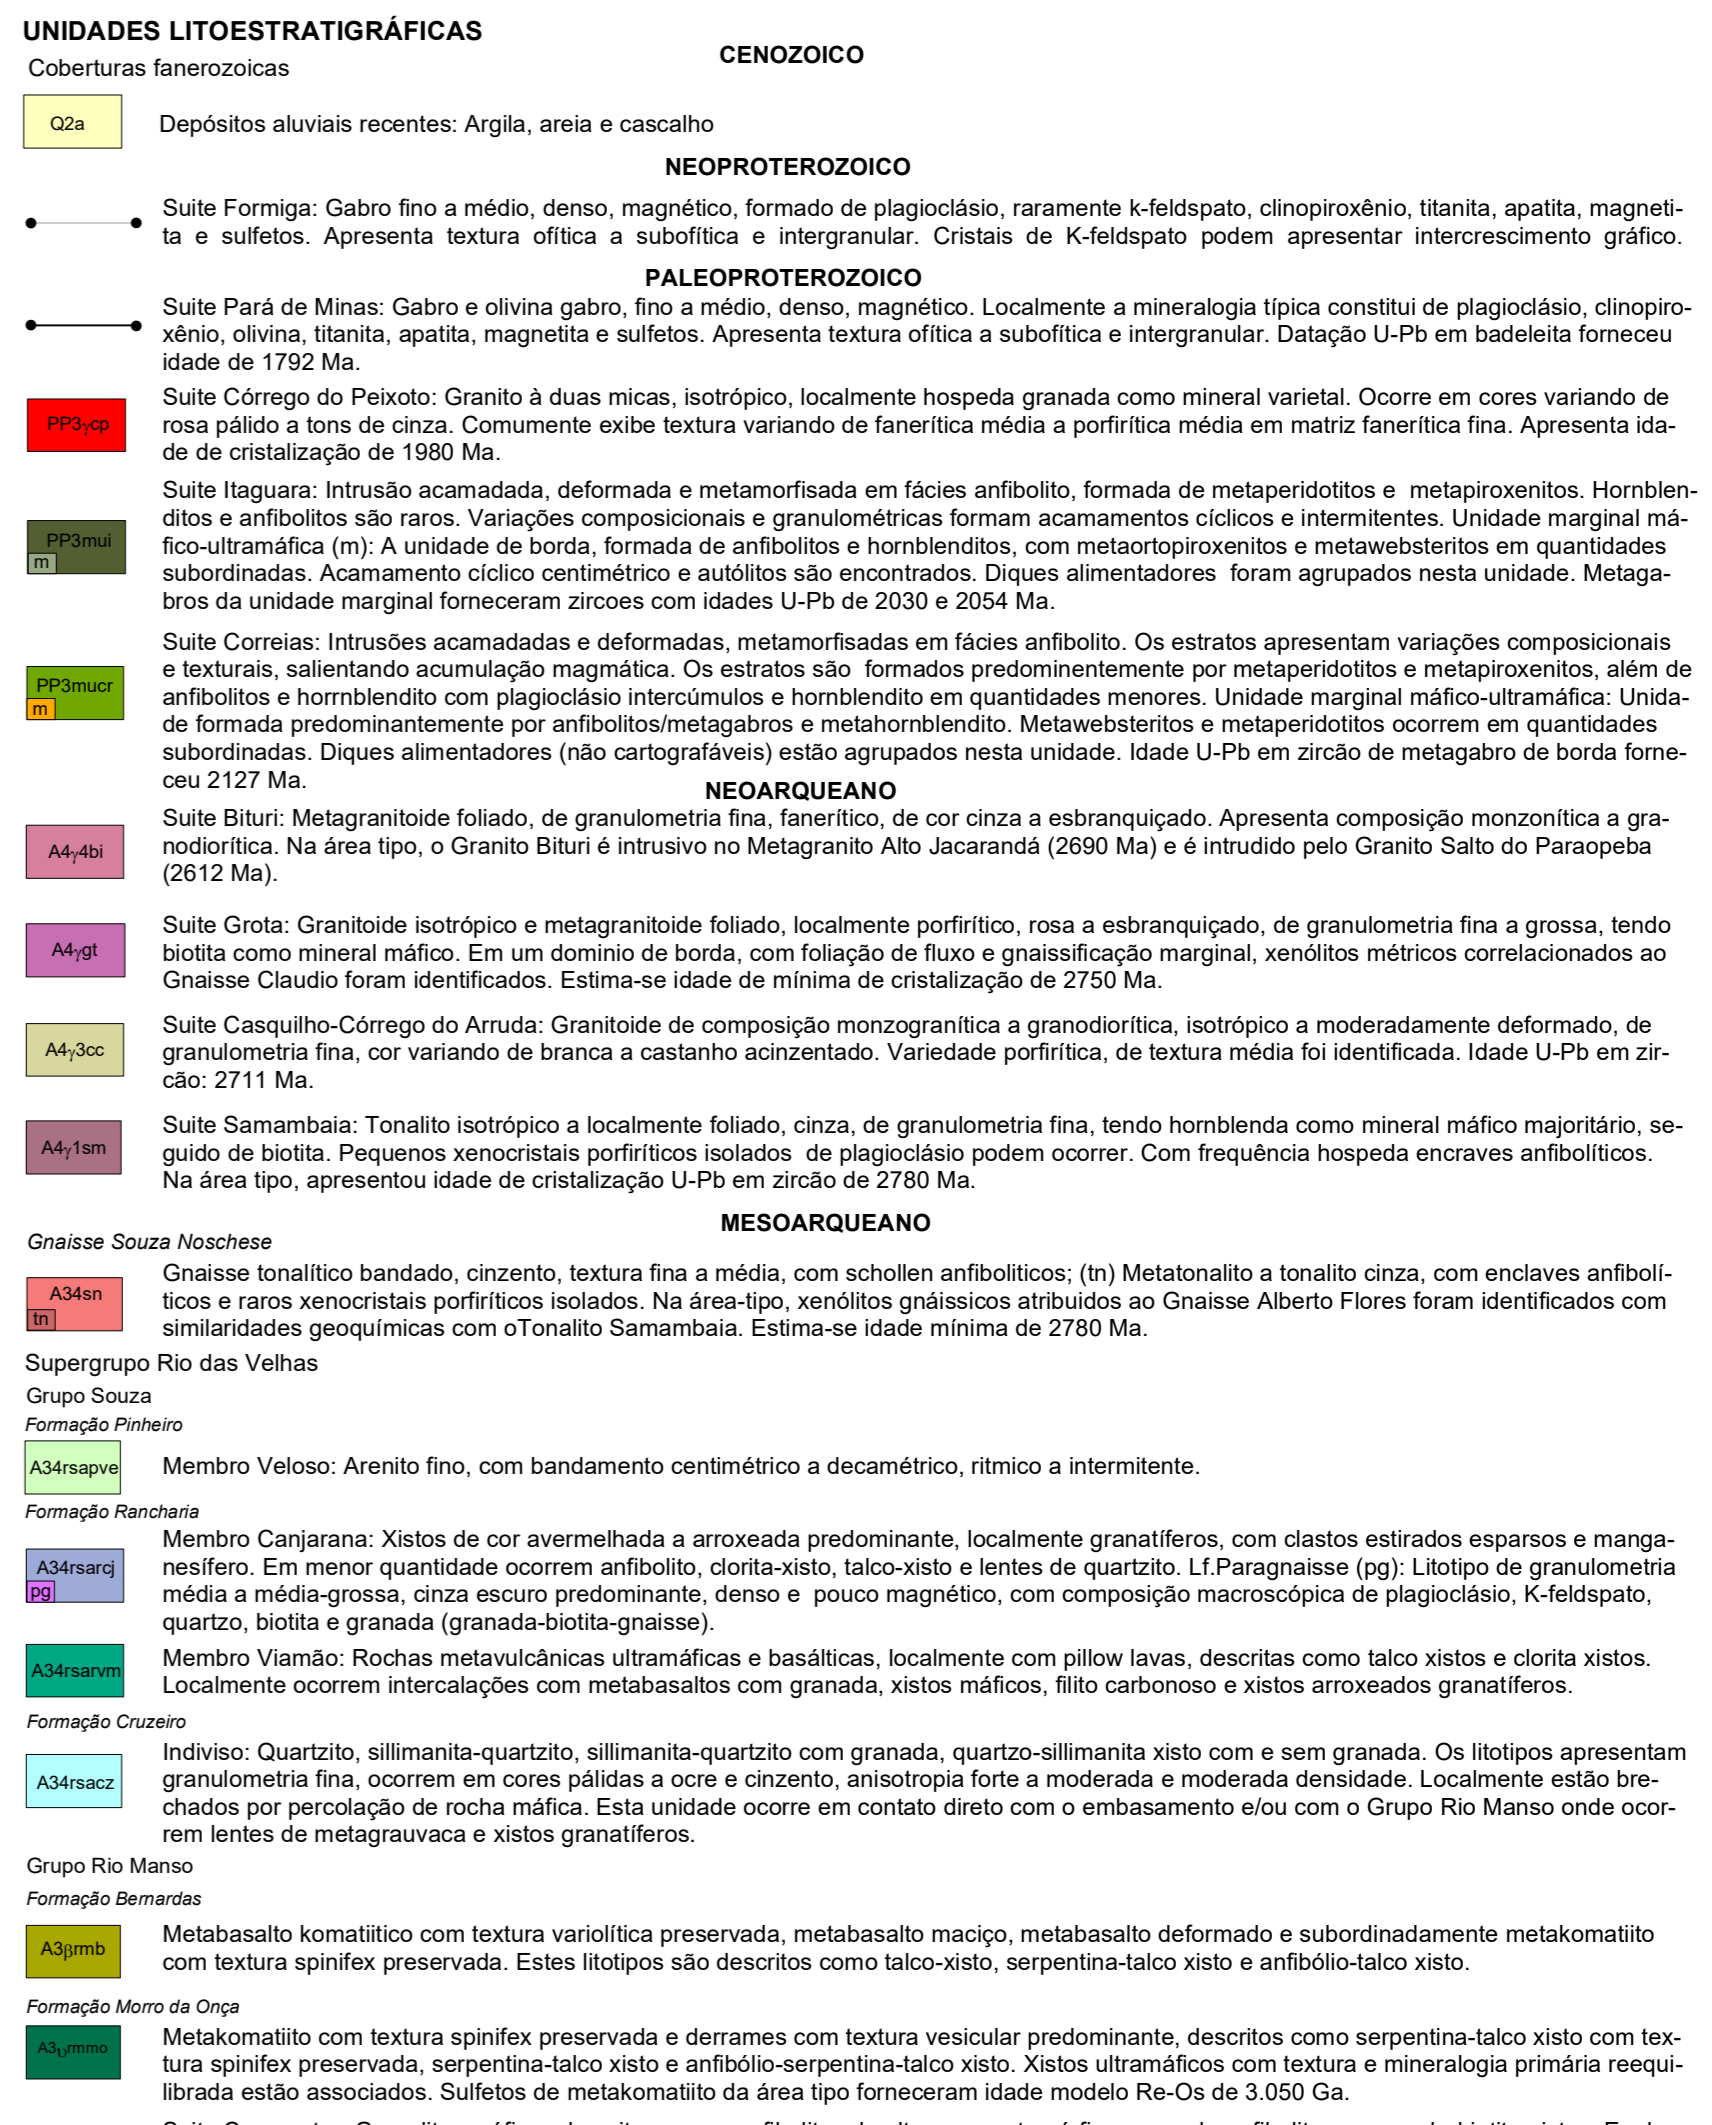 UNIDADES LITOESTRATIGRÁFICAS
CENOZOICO
Coberturas fanerozoicas
Q2a
Depósitos aluviais recentes: Argila, areia e cascalho
NEOPROTEROZOICO
Suite Formiga: Gabro fino a médio, denso, magnético, formado de plagioclásio, raramente k-feldspato, clinopiroxênio, titanita, apatita, magneti-
ta e sulfetos. Apresenta textura ofítica a subofítica e intergranular. Cristais de K-feldspato podem apresentar intercrescimento gráfico.
PALEOPROTEROZOICO
Suite Pará de Minas: Gabro e olivina gabro, fino a médio, denso, magnético. Localmente a mineralogia típica constitui de plagioclásio, clinopiro-
xênio, olivina, titanita, apatita, magnetita e sulfetos. Apresenta textura ofítica a subofítica e intergranular. Datação U-Pb em badeleita forneceu
idade de 1792 Ma.
PP3γcp
Suite Córrego do Peixoto: Granito à duas micas, isotrópico, localmente hospeda granada como mineral varietal. Ocorre em cores variando de
rosa pálido a tons de cinza. Comumente exibe textura variando de fanerítica média a porfirítica média em matriz fanerítica fina. Apresenta ida-
de de cristalização de 1980 Ma.
PP3mui
m
Suite Itaguara: Intrusão acamadada, deformada e metamorfisada em fácies anfibolito, formada de metaperidotitos e metapiroxenitos. Hornblen-
ditos e anfibolitos são raros. Variações composicionais e granulométricas formam acamamentos cíclicos e intermitentes. Unidade marginal má-
fico-ultramáfica (m): A unidade de borda, formada de anfibolitos e hornblenditos, com metaortopiroxenitos e metawebsteritos em quantidades
subordinadas. Acamamento cíclico centimétrico e autólitos são encontrados. Diques alimentadores foram agrupados nesta unidade. Metaga-
bros da unidade marginal forneceram zircoes com idades U-Pb de 2030 e 2054 Ma.
PP3mucr
m
Suite Correias: Intrusões acamadadas e deformadas, metamorfisadas em fácies anfibolito. Os estratos apresentam variações composicionais
e texturais, salientando acumulação magmática. Os estratos são formados predominentemente por metaperidotitos e metapiroxenitos, além de
anfibolitos e horrnblendito com plagioclásio intercúmulos e hornblendito em quantidades menores. Unidade marginal máfico-ultramáfica: Unida-
de formada predominantemente por anfibolitos/metagabros e metahornblendito. Metawebsteritos e metaperidotitos ocorrem em quantidades
subordinadas. Diques alimentadores (não cartografáveis) estão agrupados nesta unidade. Idade U-Pb em zircão de metagabro de borda forne-
ceu 2127 Ma.
NEOARQUEANO
A4γ4bi
Suite Bituri: Metagranitoide foliado, de granulometria fina, fanerítico, de cor cinza a esbranquiçado. Apresenta composição monzonítica a gra-
nodiorítica. Na área tipo, o Granito Bituri é intrusivo no Metagranito Alto Jacarandá (2690 Ma) e é intrudido pelo Granito Salto do Paraopeba
(2612 Ma).
A4γgt
Suite Grota: Granitoide isotrópico e metagranitoide foliado, localmente porfirítico, rosa a esbranquiçado, de granulometria fina a grossa, tendo
biotita como mineral máfico. Em um dominio de borda, com foliação de fluxo e gnaissificação marginal, xenólitos métricos correlacionados ao
Gnaisse Claudio foram identificados. Estima-se idade de mínima de cristalização de 2750 Ma.
A4γ3cc
Suite Casquilho-Córrego do Arruda: Granitoide de composição monzogranítica a granodiorítica, isotrópico a moderadamente deformado, de
granulometria fina, cor variando de branca a castanho acinzentado. Variedade porfirítica, de textura média foi identificada. Idade U-Pb em zir-
cão: 2711 Ma.
A4γ1sm
Suite Samambaia: Tonalito isotrópico a localmente foliado, cinza, de granulometria fina, tendo hornblenda como mineral máfico majoritário, se-
guido de biotita. Pequenos xenocristais porfiríticos isolados de plagioclásio podem ocorrer. Com frequência hospeda encraves anfibolíticos.
Na área tipo, apresentou idade de cristalização U-Pb em zircão de 2780 Ma.
MESOARQUEANO
Gnaisse Souza Noschese
A34sn
tn
Gnaisse tonalítico bandado, cinzento, textura fina a média, com schollen anfiboliticos; (tn) Metatonalito a tonalito cinza, com enclaves anfibolí-
ticos e raros xenocristais porfiríticos isolados. Na área-tipo, xenólitos gnáissicos atribuidos ao Gnaisse Alberto Flores foram identificados com
similaridades geoquímicas com oTonalito Samambaia. Estima-se idade mínima de 2780 Ma.
Supergrupo Rio das Velhas
Grupo Souza
Formação Pinheiro
A34rsapve
Membro Veloso: Arenito fino, com bandamento centimétrico a decamétrico, ritmico a intermitente.
Formação Rancharia
A34rsarcj
pg
Membro Canjarana: Xistos de cor avermelhada a arroxeada predominante, localmente granatíferos, com clastos estirados esparsos e manga-
nesífero. Em menor quantidade ocorrem anfibolito, clorita-xisto, talco-xisto e lentes de quartzito. Lf.Paragnaisse (pg): Litotipo de granulometria
média a média-grossa, cinza escuro predominante, denso e pouco magnético, com composição macroscópica de plagioclásio, K-feldspato,
quartzo, biotita e granada (granada-biotita-gnaisse).
A34rsarvm
Membro Viamão: Rochas metavulcânicas ultramáficas e basálticas, localmente com pillow lavas, descritas como talco xistos e clorita xistos.
Localmente ocorrem intercalações com metabasaltos com granada, xistos máficos, filito carbonoso e xistos arroxeados granatíferos.
Formação Cruzeiro
A34rsacz
Indiviso: Quartzito, sillimanita-quartzito, sillimanita-quartzito com granada, quartzo-sillimanita xisto com e sem granada. Os litotipos apresentam
granulometria fina, ocorrem em cores pálidas a ocre e cinzento, anisotropia forte a moderada e moderada densidade. Localmente estão bre-
chados por percolação de rocha máfica. Esta unidade ocorre em contato direto com o embasamento e/ou com o Grupo Rio Manso onde ocor-
rem lentes de metagrauvaca e xistos granatíferos.
Grupo Rio Manso
Formação Bernardas
A3βrmb
Metabasalto komatiitico com textura variolítica preservada, metabasalto maciço, metabasalto deformado e subordinadamente metakomatiito
com textura spinifex preservada. Estes litotipos são descritos como talco-xisto, serpentina-talco xisto e anfibólio-talco xisto.
Formação Morro da Onça
A3υrmmo
Metakomatiito com textura spinifex preservada e derrames com textura vesicular predominante, descritos como serpentina-talco xisto com tex-
tura spinifex preservada, serpentina-talco xisto e anfibólio-serpentina-talco xisto. Xistos ultramáficos com textura e mineralogia primária reequi-
librada estão associados. Sulfetos de metakomatiito da área tipo forneceram idade modelo Re-Os de 3.050 Ga.